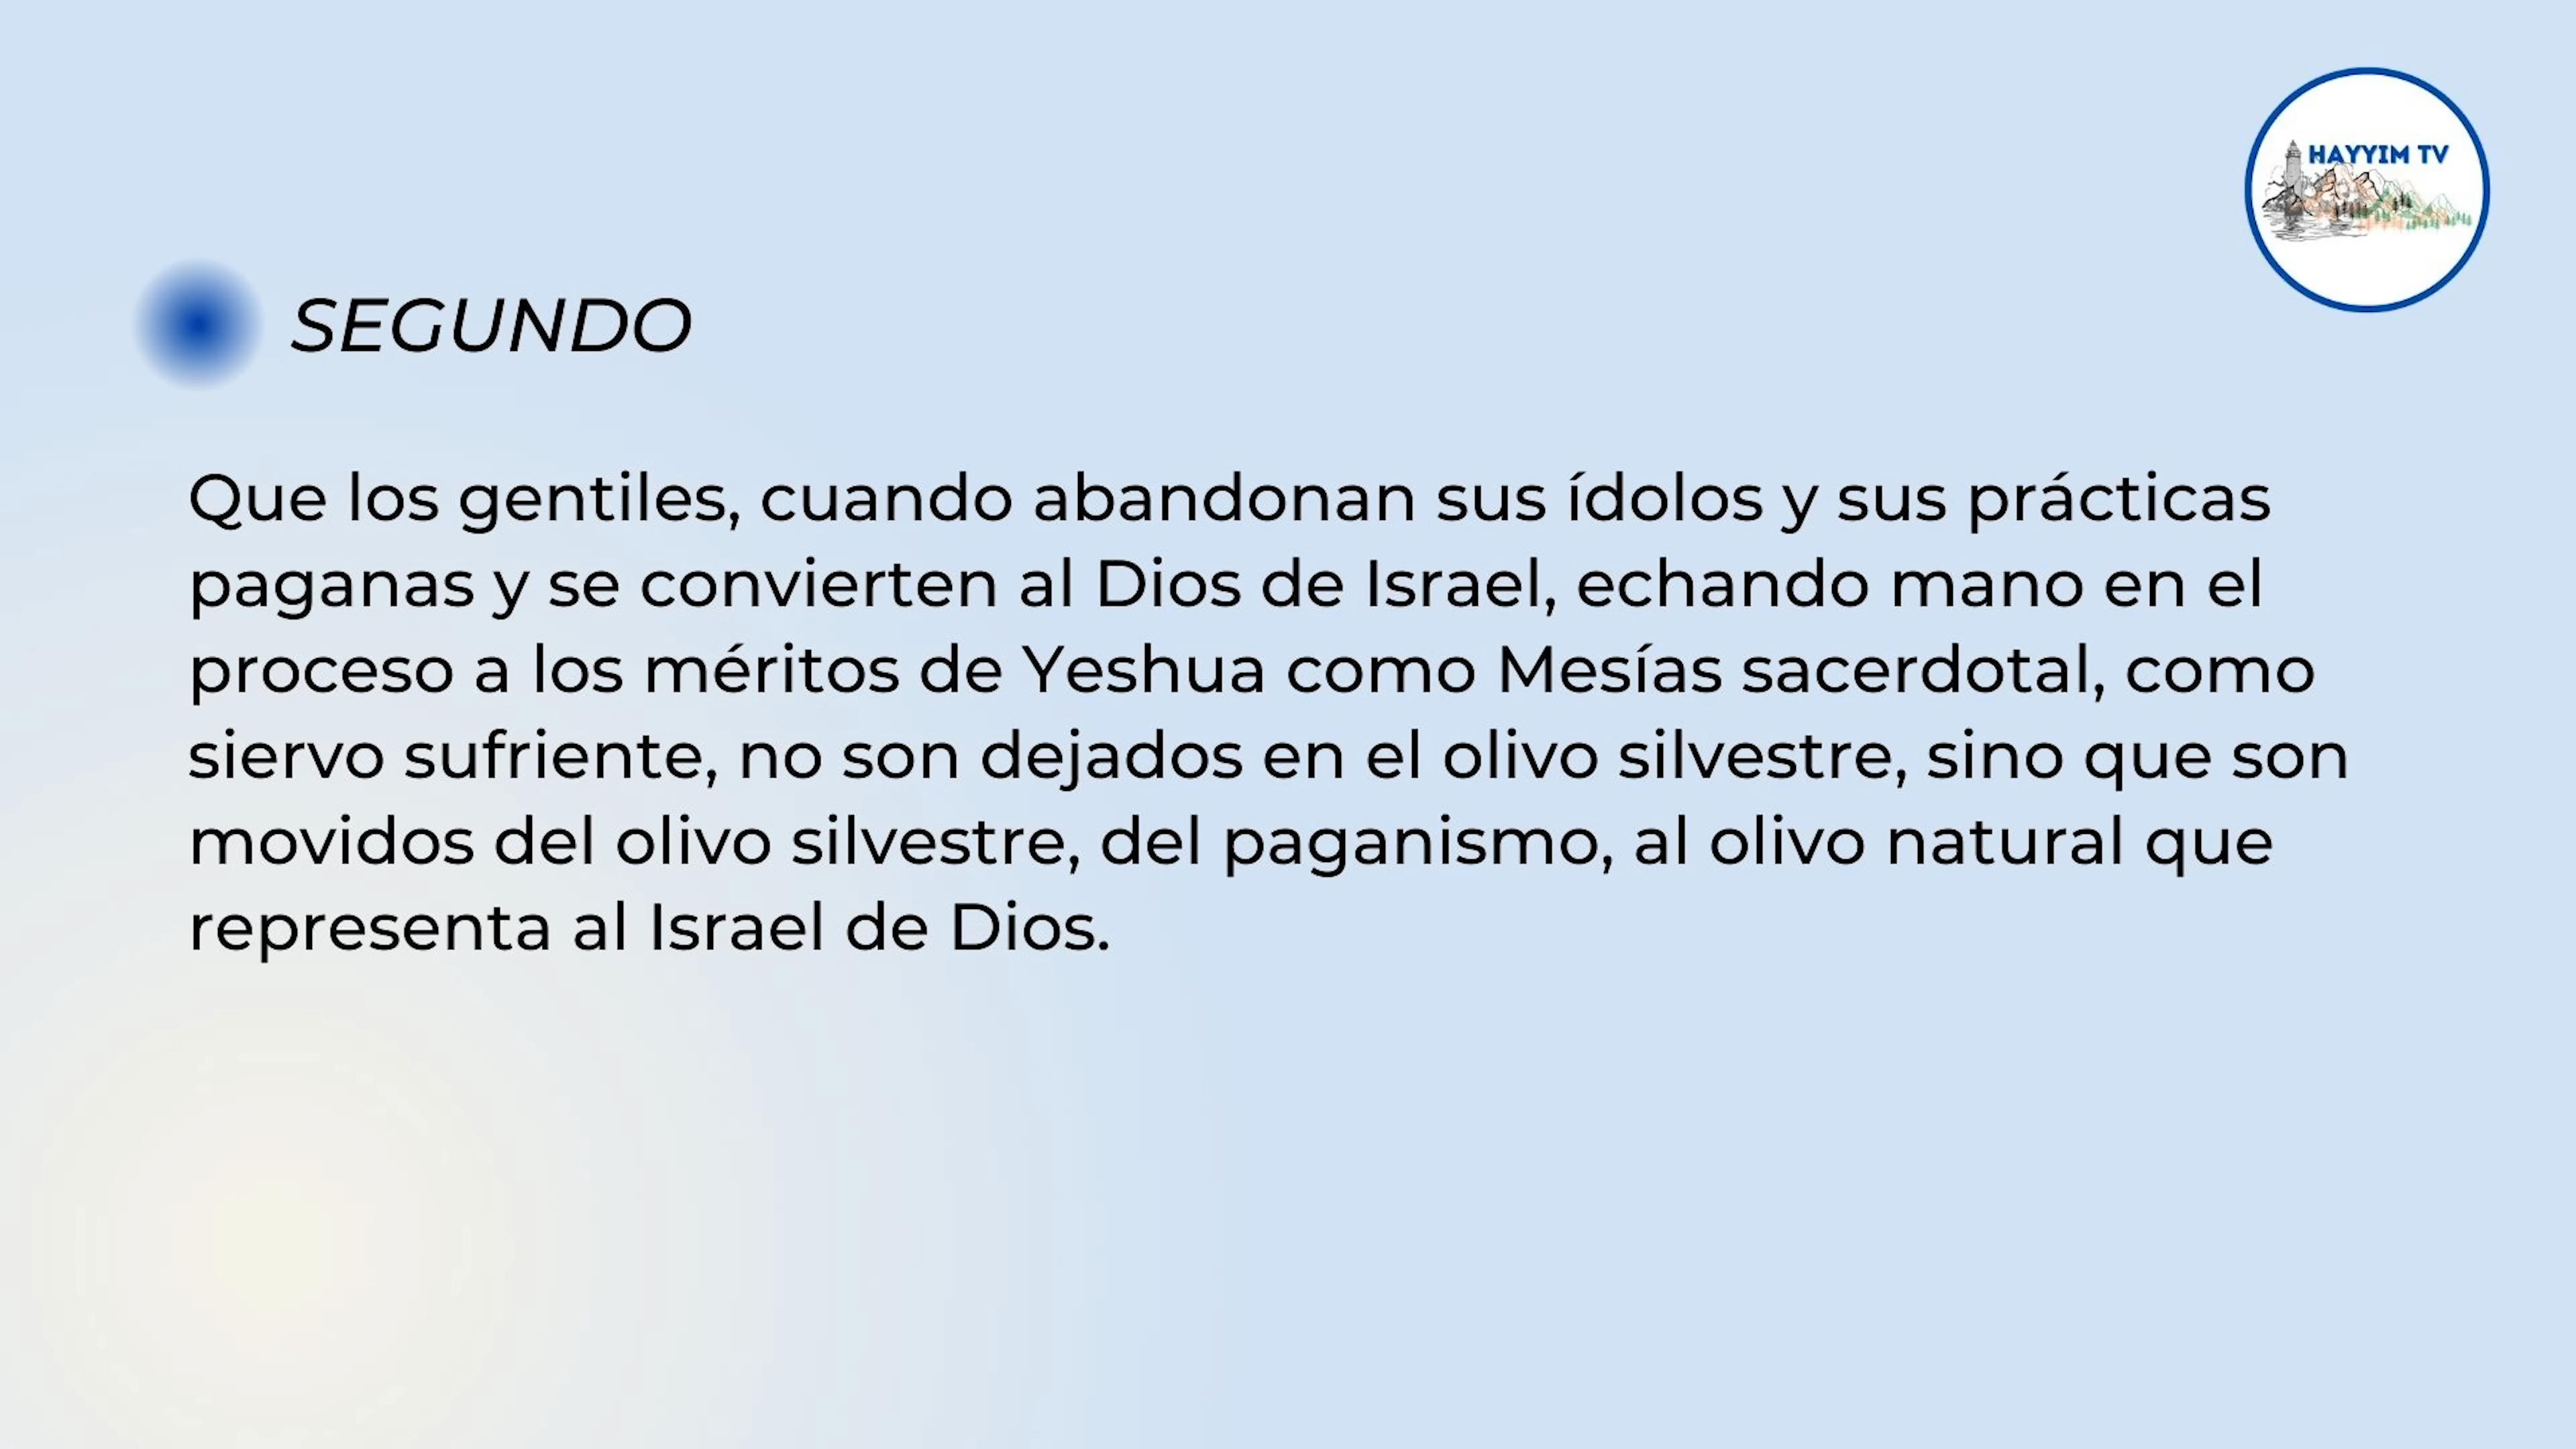 HAYYIM TV
SEGUNDO
Que los gentiles, cuando abandonan sus ídolos y sus prácticas
paganas y se convierten al Dios de Israel, echando mano en el
proceso a los méritos de Yeshua como Mesías sacerdotal, como
siervo sufriente, no son dejados en el olivo silvestre, sino que son
movidos del olivo silvestre, del paganismo, al olivo natural que
representa al Israel de Dios.